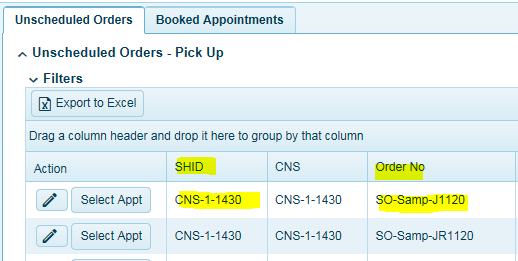 Unscheduled Orders Booked Appointments
Unscheduled Orders - Pick Up
Filters
Export to Excel
Drag a column header and drop it here to group by that column
Action SHID CNS Order No
Select Appt CNS-1-1430 CNS-1-1430 SO-Samp-J1120
Select Appt CNS-1-1430 CNS-1-1430 SO-Samp-JR1120